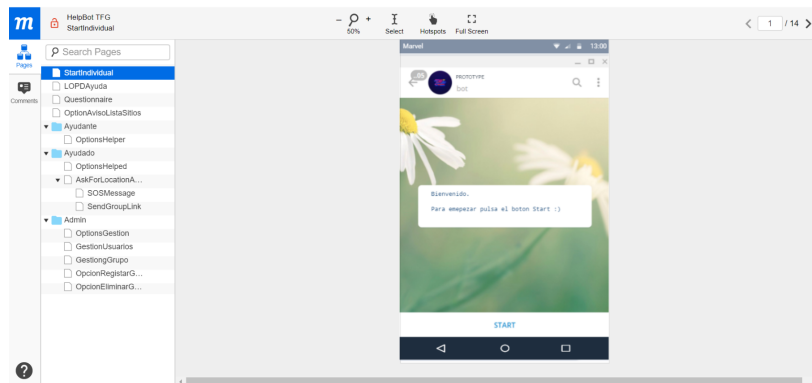 m
HelpBot TFG
StartIndividual
- +
50%
Select
Hotspots
Full Screen
1 / 14
Pages
Comments
Search Pages
StartIndividual
LOPDAyuda
Questionnaire
OptionAvisoListaSitios
Ayudante
OptionsHelper
Ayudado
OptionsHelped
AskForLocationA...
SOSMessage
SendGroupLink
Admin
OptionsGestion
GestionUsuarios
GestiongGrupo
OpcionRegistarG...
OpcionEliminarG...
?
Marvel
13:00
PROTOTYPE
bot
Bienvenido.
Para emepezar pulsa el boton Start :)
START